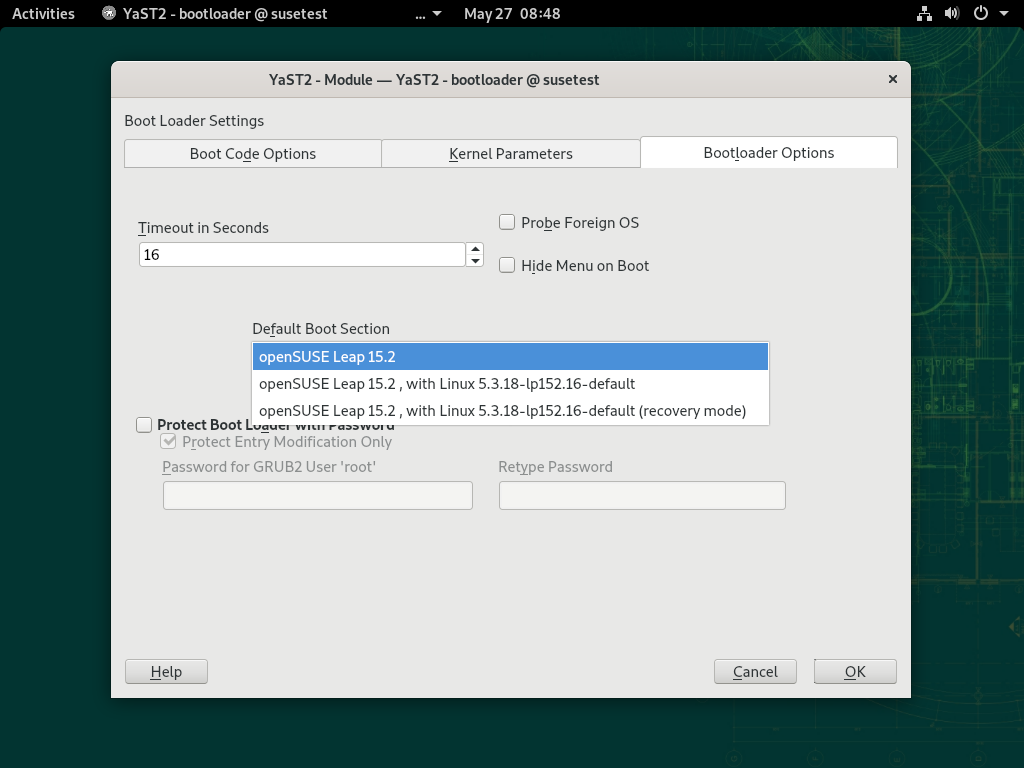 Activities
YaST2 - bootloader @ susetest
...
May 27 08:48
YaST2 - Module — YaST2 - bootloader @ susetest
Boot Loader Settings
Boot Code Options
Kernel Parameters
Bootloader Options
Timeout in Seconds
16
Probe Foreign OS
Hide Menu on Boot
Default Boot Section
openSUSE Leap 15.2
openSUSE Leap 15.2 , with Linux 5.3.18-lp152.16-default
openSUSE Leap 15.2 , with Linux 5.3.18-lp152.16-default (recovery mode)
Protect Boot Loader with Password
Protect Entry Modification Only
Password for GRUB2 User 'root'
Retype Password
Help
Cancel
OK